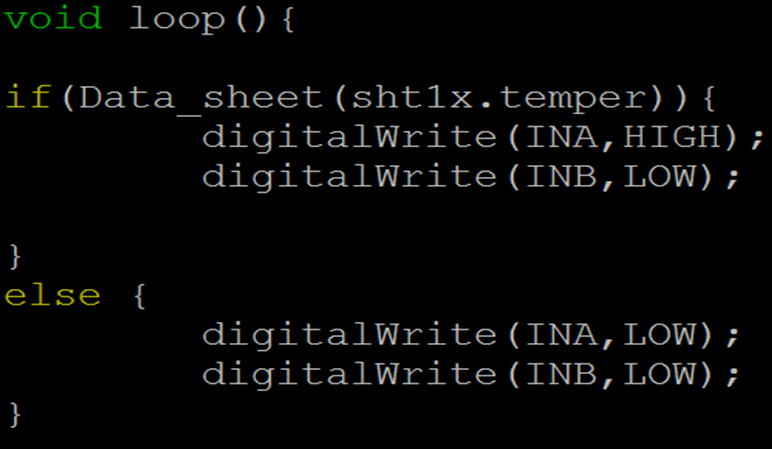 void loop(){
if(Data_sheet(sht1x.temper)){
digitalWrite(INA,HIGH);
digitalWrite(INB,LOW);
}
else {
digitalWrite(INA,LOW);
digitalWrite(INB,LOW);
}